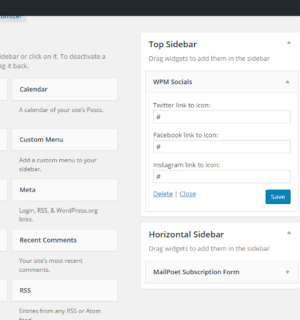 idebar or click on it. To deactivate a
g it back.
Calendar
A calendar of your site's Posts.
Custom Menu
Add a custom menu to your
sidebar.
Meta
Login, RSS, & WordPress.org
links.
Recent Comments
Your site's most recent
comments.
RSS
Entries from any RSS or Atom
feed.
Top Sidebar
Drag widgets to add them in the sidebar
WPM Socials
Twitter link to icon:
#
Facebook link to icon:
#
Instagram link to icon:
#
Delete | Close
Save
Horizontal Sidebar
Drag widgets to add them in the sidebar
MailPoet Subscription Form